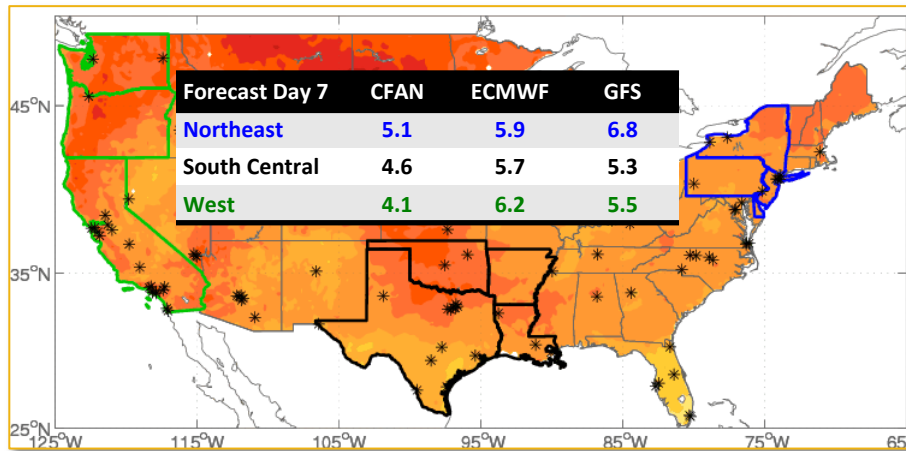 Forecast Day 7 CFAN ECMWF GFS
45°N
Northeast 5.1 5.9 6.8
South Central 4.6 5.7 5.3
West 4.1 6.2 5.5
35°N
25°N
125°W 115°W 105°W 95°W 85°W 75°W 65